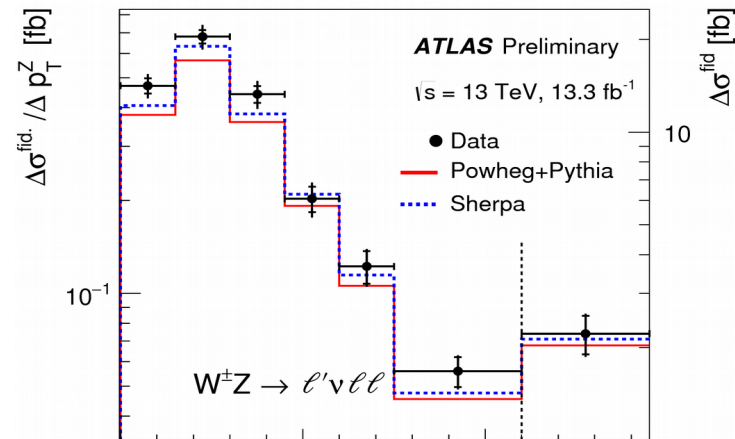 Δσ^fid. / Δ p_T^Z [fb]
Δσ^fid [fb]
ATLAS Preliminary
√s = 13 TeV, 13.3 fb⁻¹
10
Data
Powheg+Pythia
Sherpa
10⁻¹
W^±Z → ℓ′ν ℓℓ